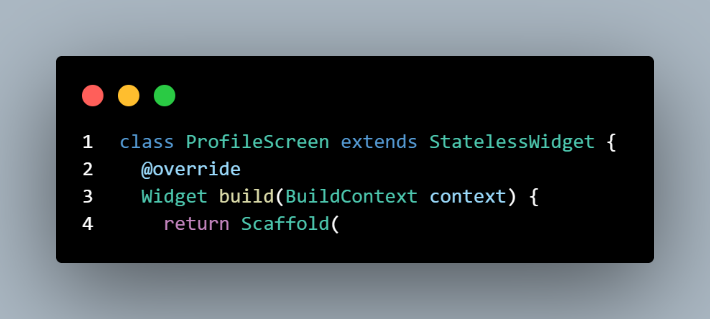 1 class ProfileScreen extends StatelessWidget {
2   @override
3   Widget build(BuildContext context) {
4     return Scaffold(